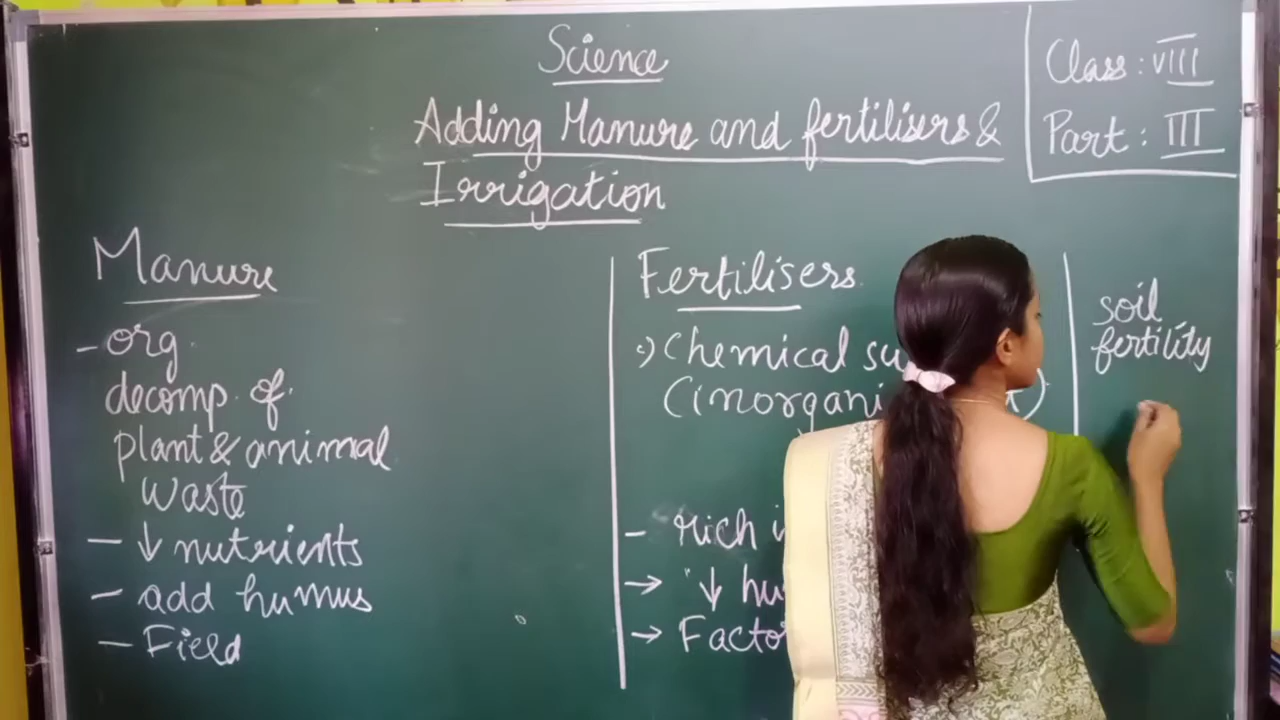 Science
Class : VIII
Adding Manure and fertilisers &
Part : III
Irrigation
Manure
- org.
decomp. of
plant & animal
waste
- ↓ nutrients
- add humus
- Field
Fertilisers
Chemical
- rich
→ ↓
→
soil
fertility